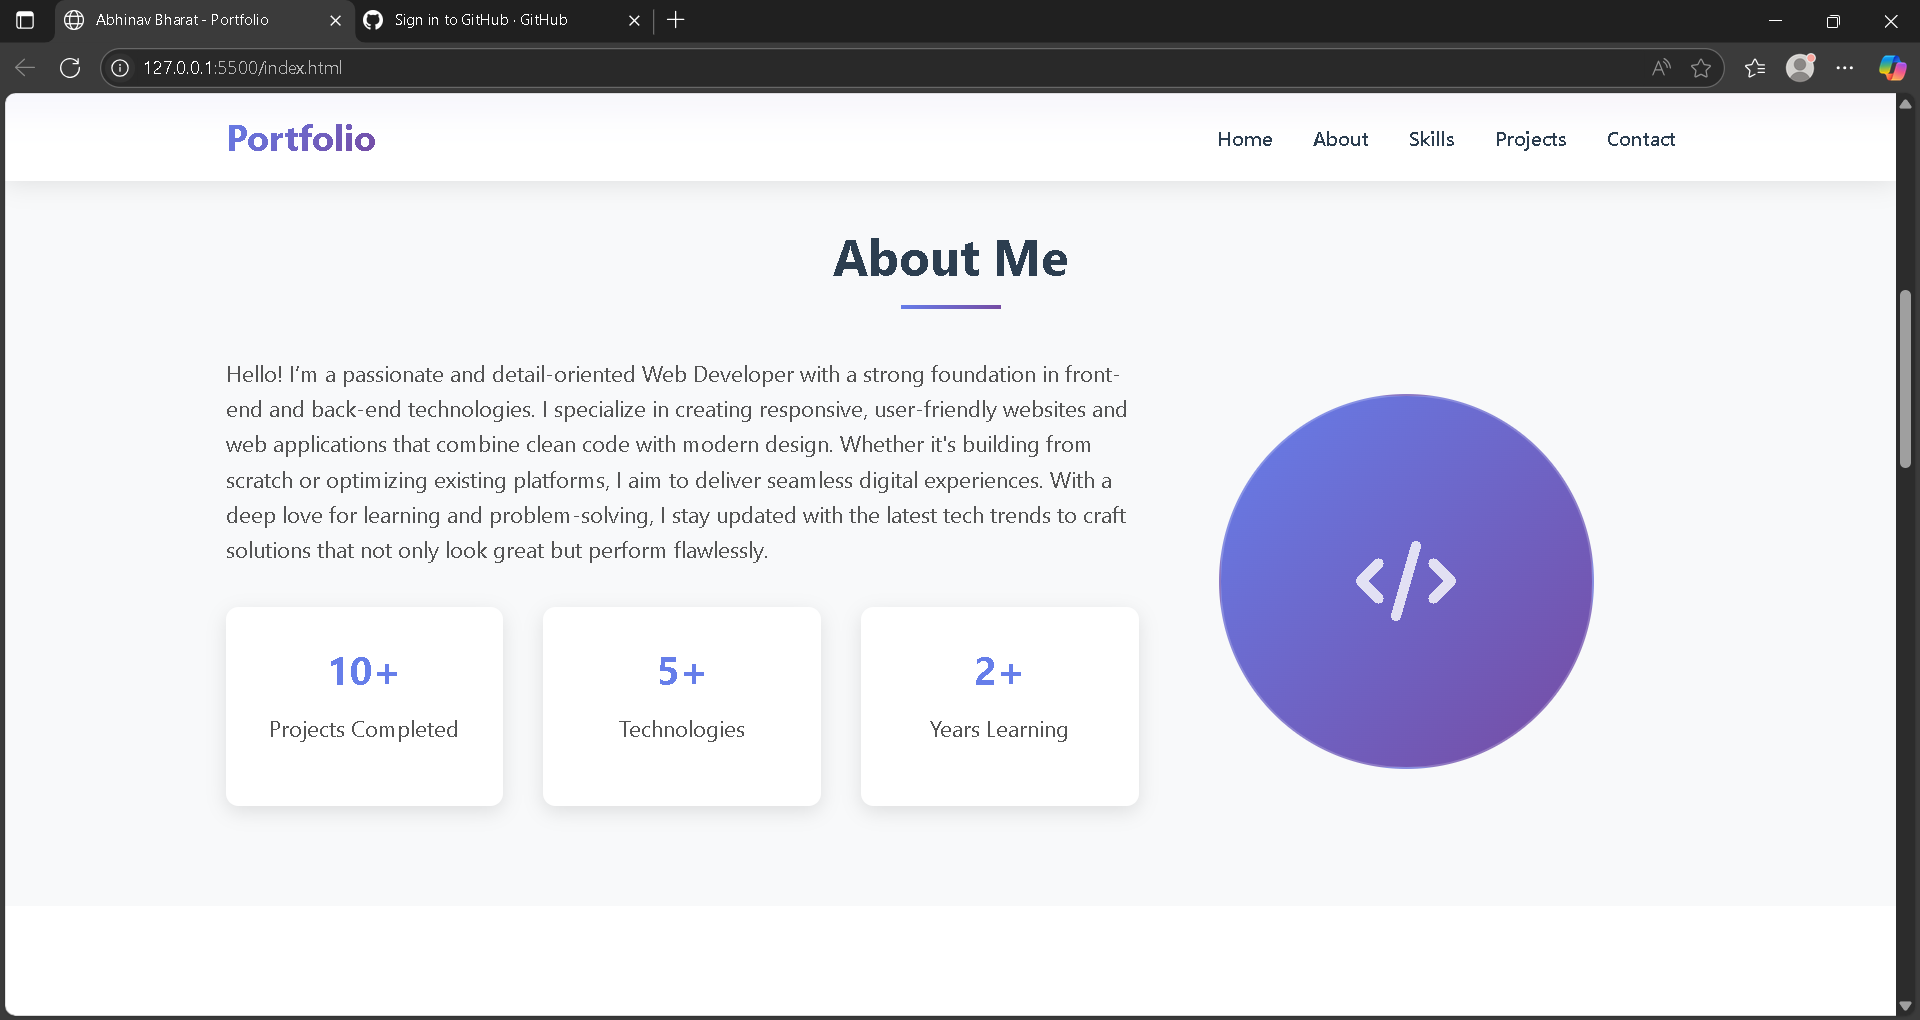 Abhinav Bharat - Portfolio
Sign in to GitHub · GitHub
127.0.0.1:5500/index.html
Portfolio
Home
About
Skills
Projects
Contact
About Me
Hello! I’m a passionate and detail-oriented Web Developer with a strong foundation in front-
end and back-end technologies. I specialize in creating responsive, user-friendly websites and
web applications that combine clean code with modern design. Whether it's building from
scratch or optimizing existing platforms, I aim to deliver seamless digital experiences. With a
deep love for learning and problem-solving, I stay updated with the latest tech trends to craft
solutions that not only look great but perform flawlessly.
</>
10+
Projects Completed
5+
Technologies
2+
Years Learning